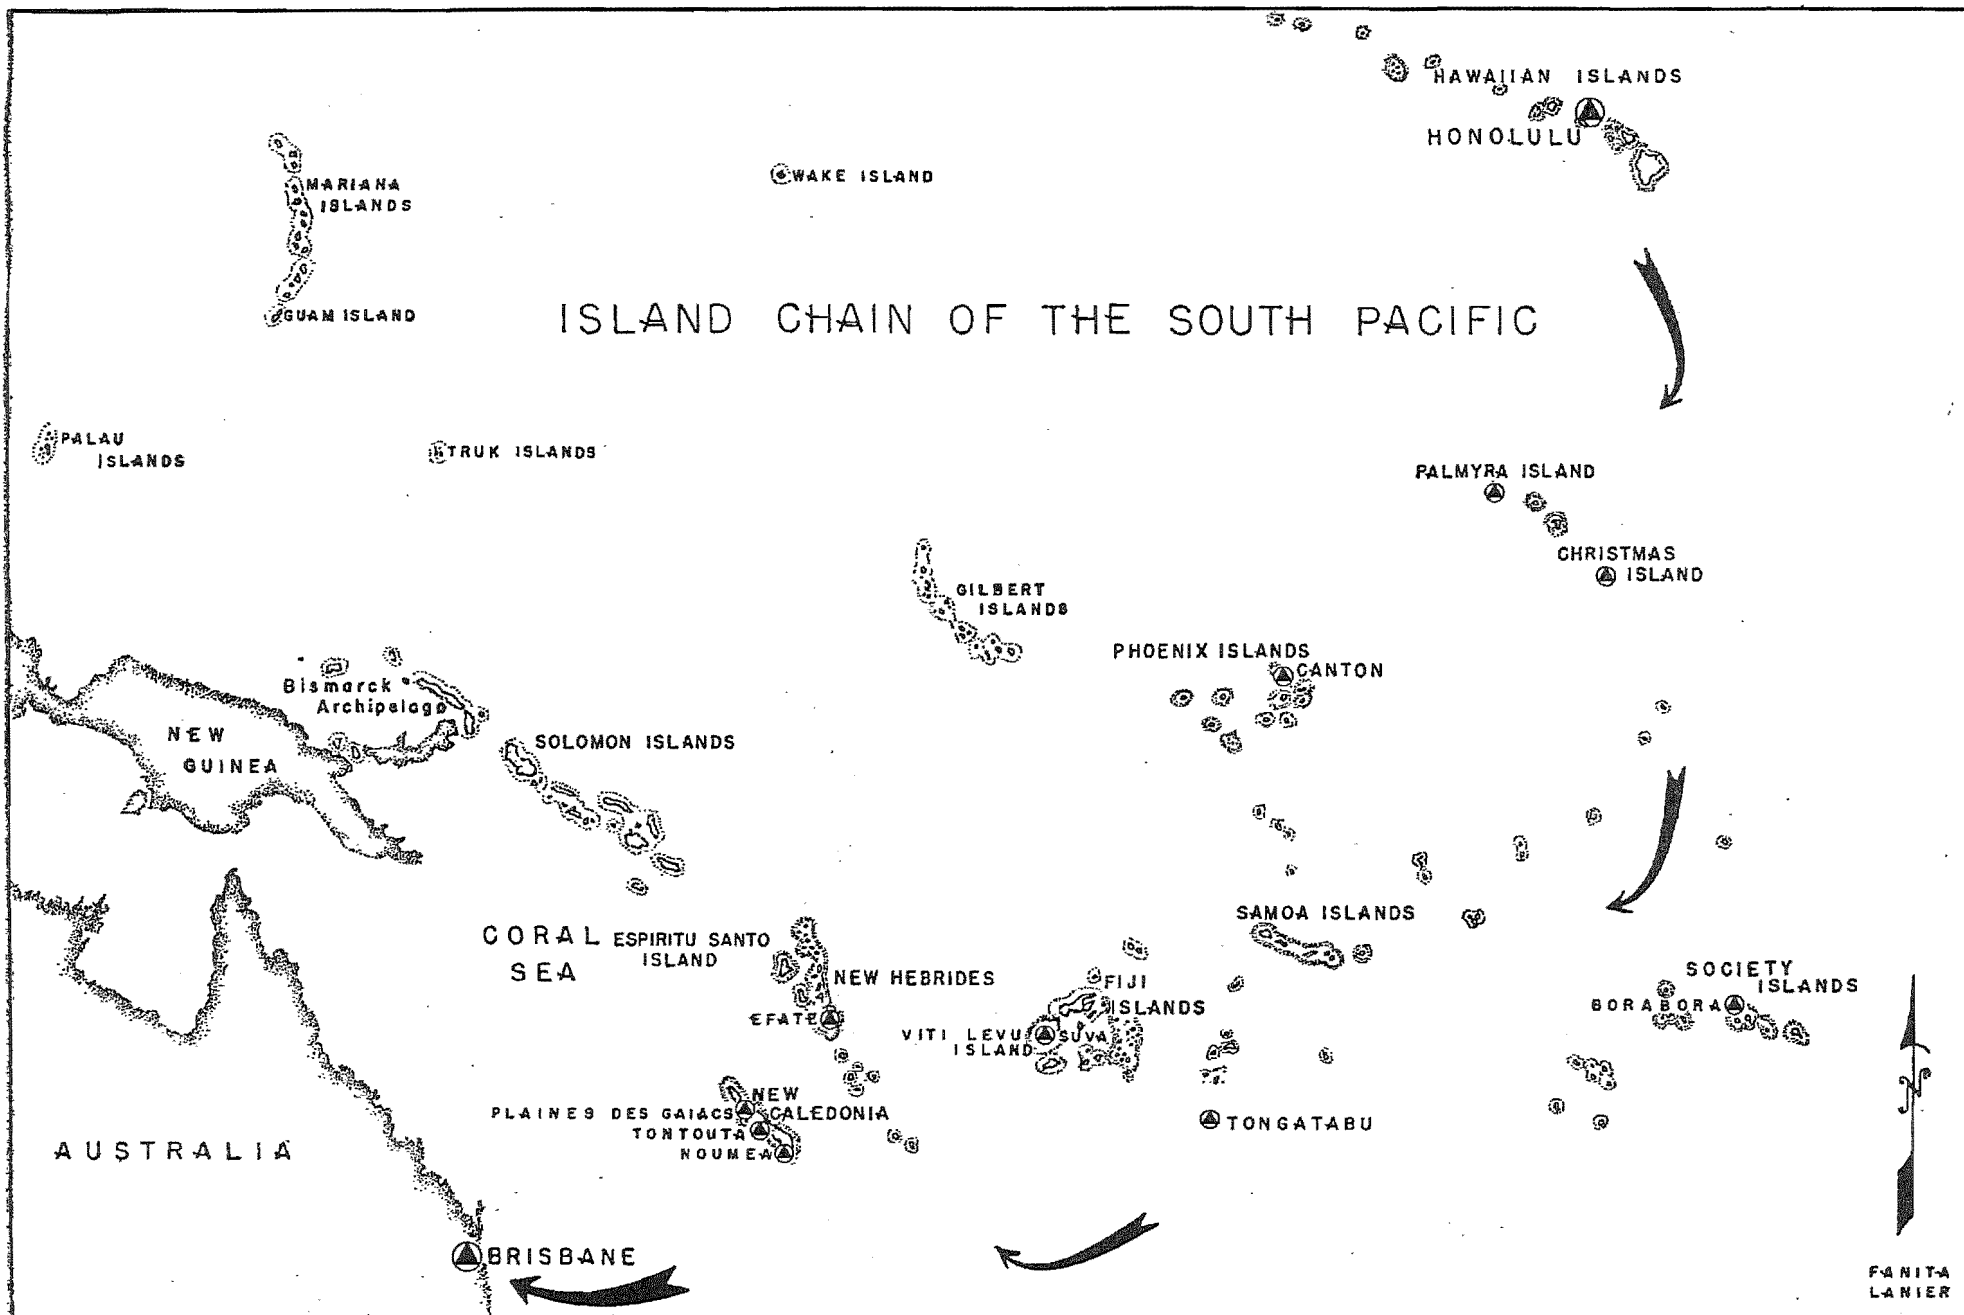 HAWAIIAN ISLANDS
HONOLULU
MARIANA
ISLANDS
WAKE ISLAND
GUAM ISLAND
ISLAND CHAIN OF THE SOUTH PACIFIC
PALAU
ISLANDS
TRUK ISLANDS
PALMYRA ISLAND
CHRISTMAS
ISLAND
GILBERT
ISLANDS
PHOENIX ISLANDS
CANTON
Bismarck
Archipelago
NEW
GUINEA
SOLOMON ISLANDS
SAMOA ISLANDS
CORAL
SEA
ESPIRITU SANTO
ISLAND
NEW HEBRIDES
EFATE
FIJI
ISLANDS
VITI LEVU
ISLAND
SUVA
SOCIETY
ISLANDS
BORABORA
NEW
CALEDONIA
PLAINES DES GAIACS
TONTOUTA
NOUMEA
TONGATABU
AUSTRALIA
BRISBANE
N
FANITA
LANIER